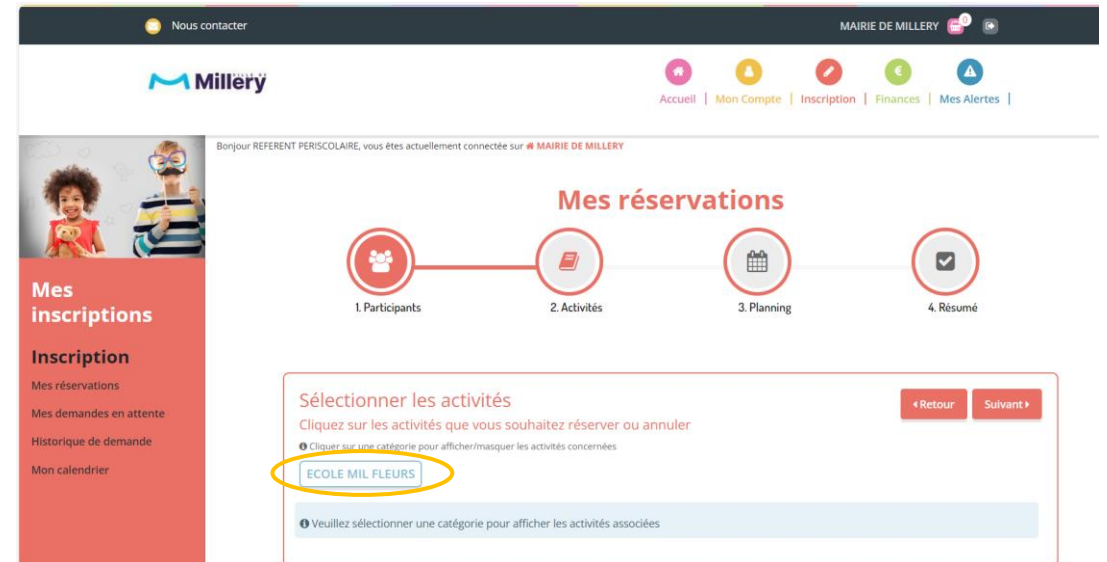 Nous contacter
MAIRIE DE MILLERY 0
VILLE DE
Millery
Accueil | Mon Compte | Inscription | Finances | Mes Alertes |
Bonjour REFERENT PERISCOLAIRE, vous êtes actuellement connectée sur MAIRIE DE MILLERY
Mes réservations
1. Participants
2. Activités
3. Planning
4. Résumé
Mes
inscriptions
Inscription
Mes réservations
Mes demandes en attente
Historique de demande
Mon calendrier
Sélectionner les activités
Retour
Suivant
Cliquez sur les activités que vous souhaitez réserver ou annuler
Cliquer sur une catégorie pour afficher/masquer les activités concernées
ECOLE MIL FLEURS
Veuillez sélectionner une catégorie pour afficher les activités associées